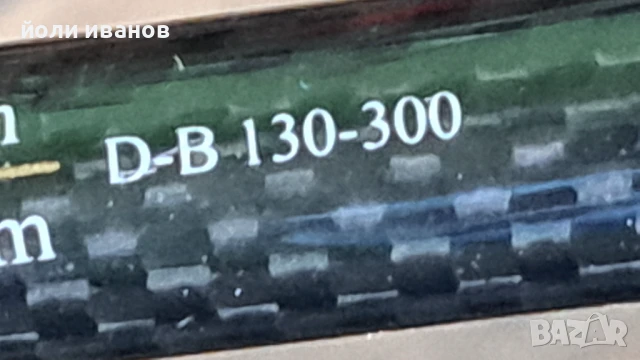 йоли иванов
m
D-B 130-300
m
BAZAR